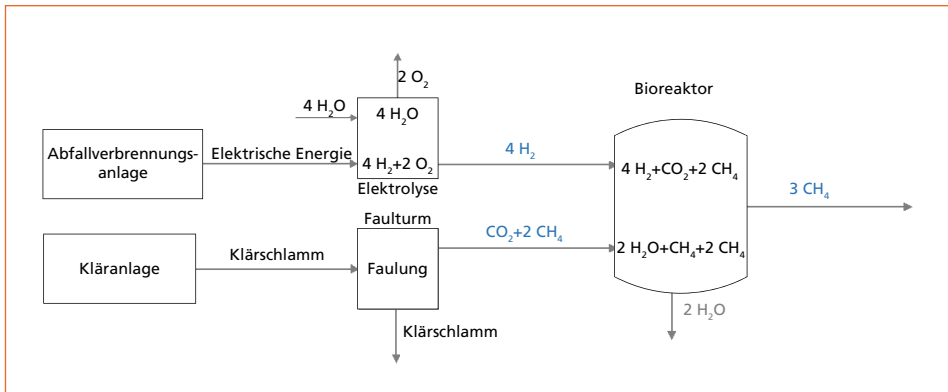 2 O₂
Bioreaktor
4 H₂O
4 H₂O
Abfallverbrennungs-
anlage
Elektrische Energie
4 H₂+2 O₂
4 H₂
4 H₂+CO₂+2 CH₄
Elektrolyse
3 CH₄
Faulturm
CO₂+2 CH₄
Kläranlage
Klärschlamm
Faulung
2 H₂O+CH₄+2 CH₄
2 H₂O
Klärschlamm